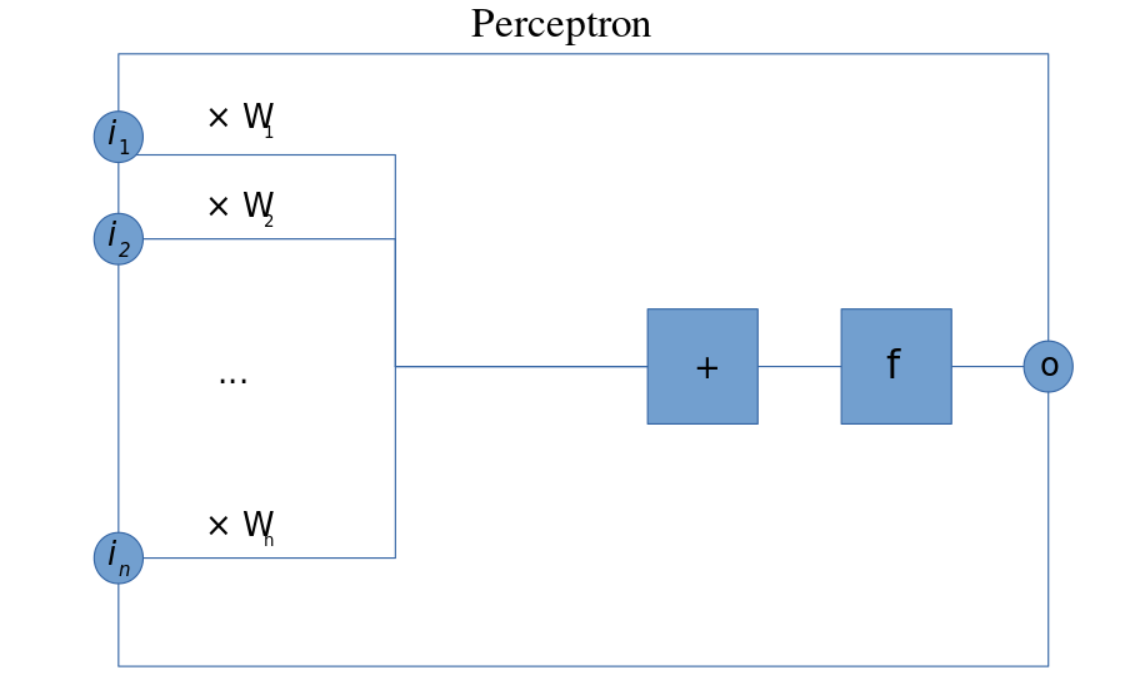 Perceptron
i1 × W1
i2 × W2
...
+ f o
in × Wn